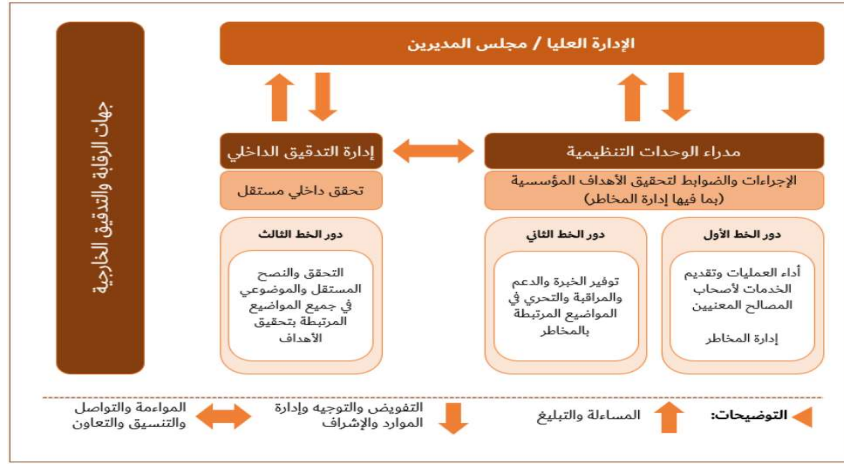 الإدارة العليا / مجلس المديرين
مدراء الوحدات التنظيمية
إدارة التدقيق الداخلي
الإجراءات والضوابط لتحقيق الأهداف المؤسسية
(بما فيها إدارة المخاطر)
تحقق داخلي مستقل
دور الخط الأول
أداء العمليات وتقديم
الخدمات لأصحاب
المصالح المعنيين
إدارة المخاطر
دور الخط الثاني
توفير الخبرة والدعم
والمراقبة والتحري في
المواضيع المرتبطة
بالمخاطر
دور الخط الثالث
التحقق والنصح
المستقل والموضوعي
في جميع المواضيع
المرتبطة بتحقيق
الأهداف
جهات الرقابة والتدقيق الخارجية
التوضيحات:
المساءلة والتبليغ
التفويض والتوجيه وإدارة
الموارد والإشراف
المواءمة والتواصل
والتنسيق والتعاون